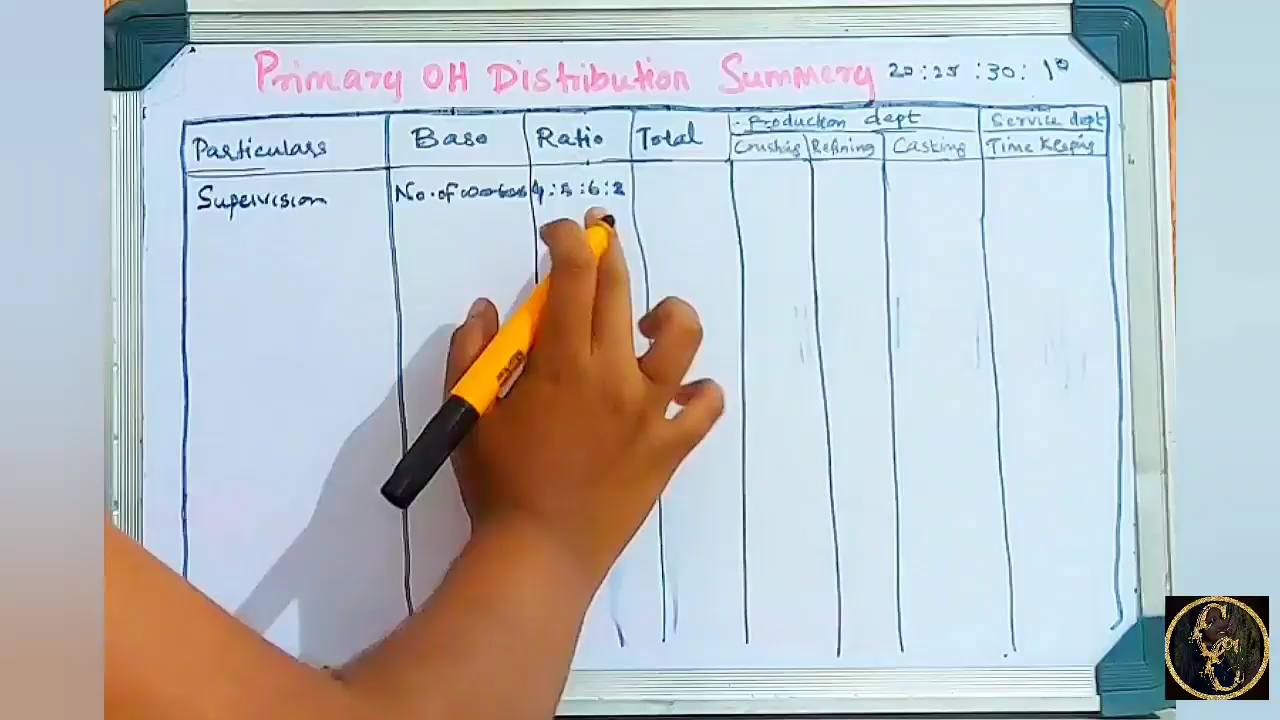 Primary OH Distribution Summery 20:25:30:10
Particulars Base Ratio Total Production dept Service dept
Crushing Refining Casting Time Keeping
Supervision No. of workers 4:5:6:2